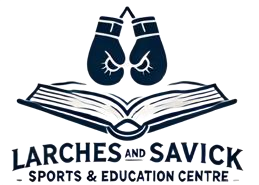 LARCHES AND SAVICK
SPORTS & EDUCATION CENTRE